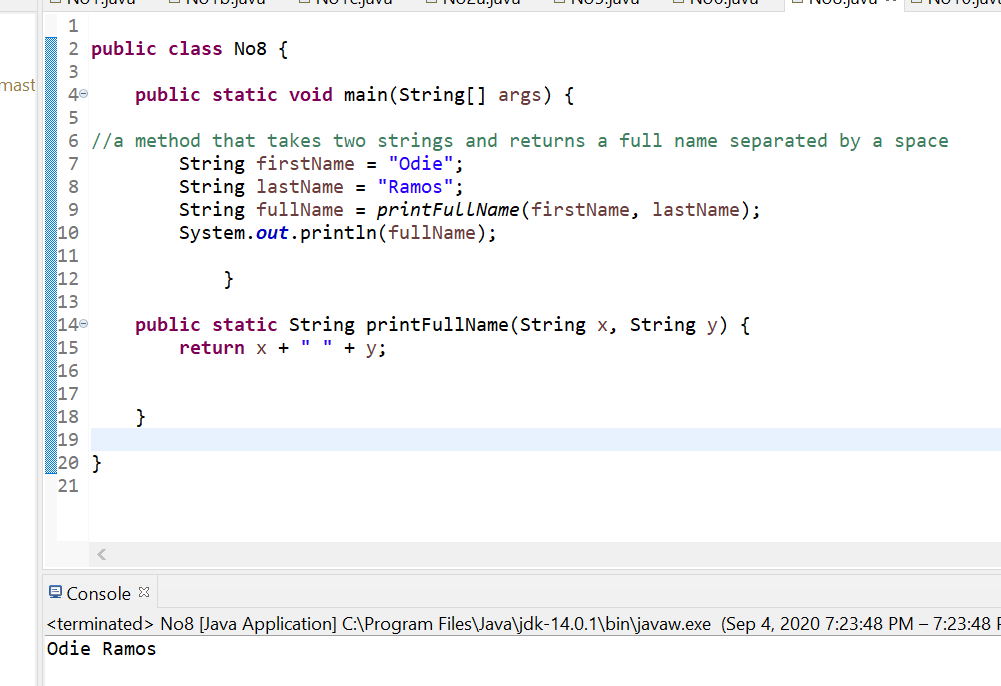 1
2 public class No8 {
3
4 public static void main(String[] args) {
5
6 //a method that takes two strings and returns a full name separated by a space
7 String firstName = "Odie";
8 String lastName = "Ramos";
9 String fullName = printFullName(firstName, lastName);
10 System.out.println(fullName);
11
12 }
13
14 public static String printFullName(String x, String y) {
15 return x + " " + y;
16
17
18 }
19
20 }
21
mast
Console
<terminated> No8 [Java Application] C:\Program Files\Java\jdk-14.0.1\bin\javaw.exe (Sep 4, 2020 7:23:48 PM – 7:23:48
Odie Ramos